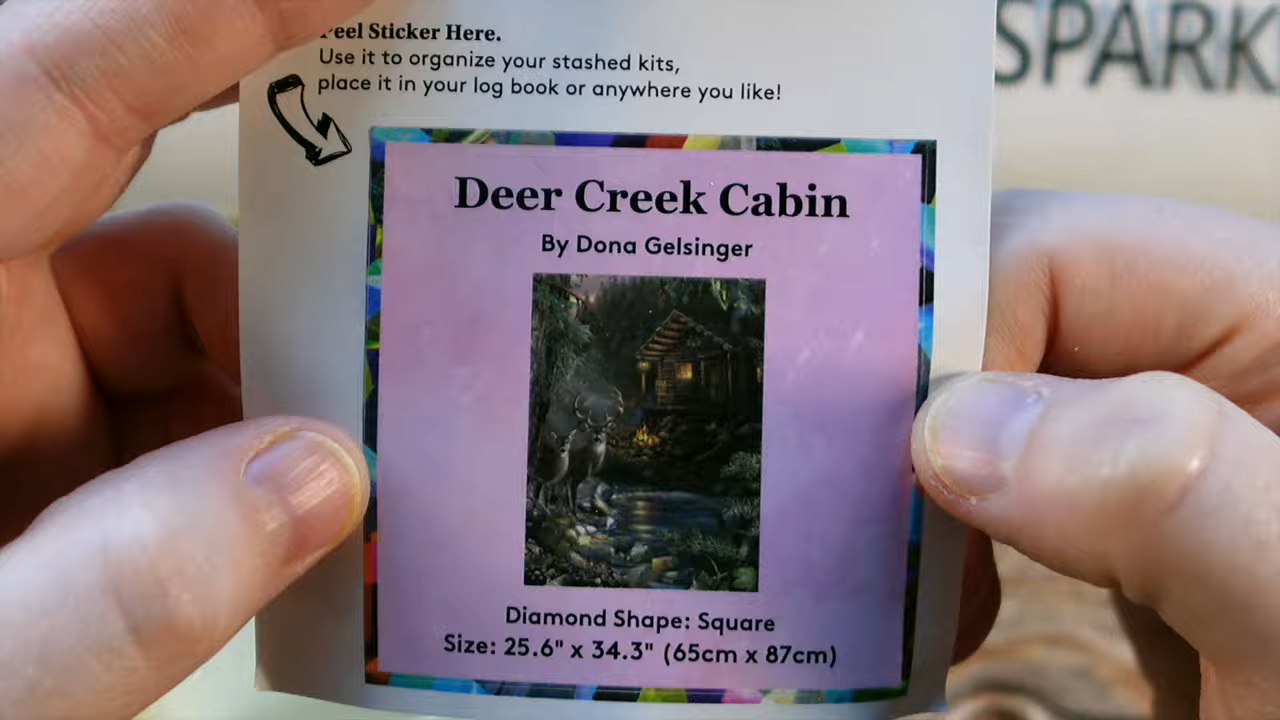 Peel Sticker Here.
Use it to organize your stashed kits,
place it in your log book or anywhere you like!
SPARK
Deer Creek Cabin
By Dona Gelsinger
Diamond Shape: Square
Size: 25.6" x 34.3" (65cm x 87cm)